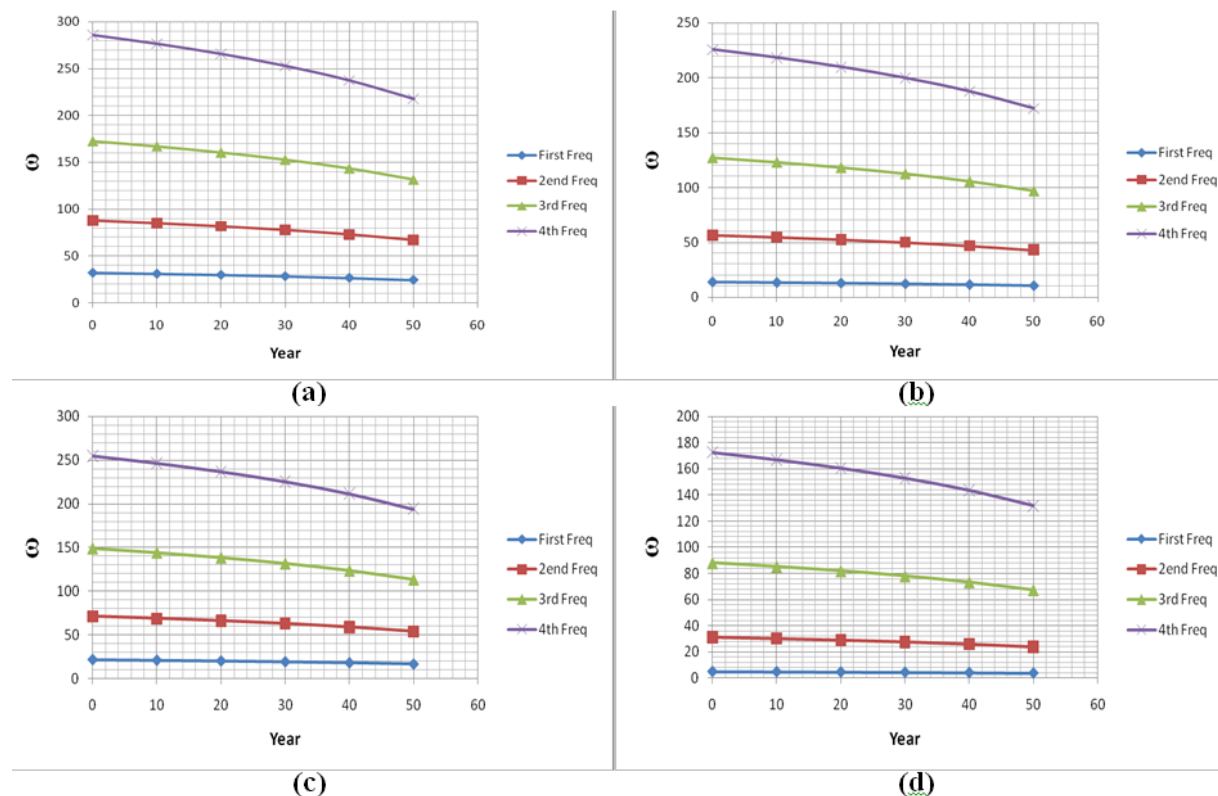 300
250
200
150
100
50
0
ω
0 10 20 30 40 50 60
Year
First Freq
2end Freq
3rd Freq
4th Freq
(a)
250
200
150
100
50
0
ω
0 10 20 30 40 50 60
Year
First Freq
2end Freq
3rd Freq
4th Freq
(b)
300
250
200
150
100
50
0
ω
0 10 20 30 40 50 60
Year
First Freq
2end Freq
3rd Freq
4th Freq
(c)
200
180
160
140
120
100
80
60
40
20
0
ω
0 10 20 30 40 50 60
Year
First Freq
2end Freq
3rd Freq
4th Freq
(d)